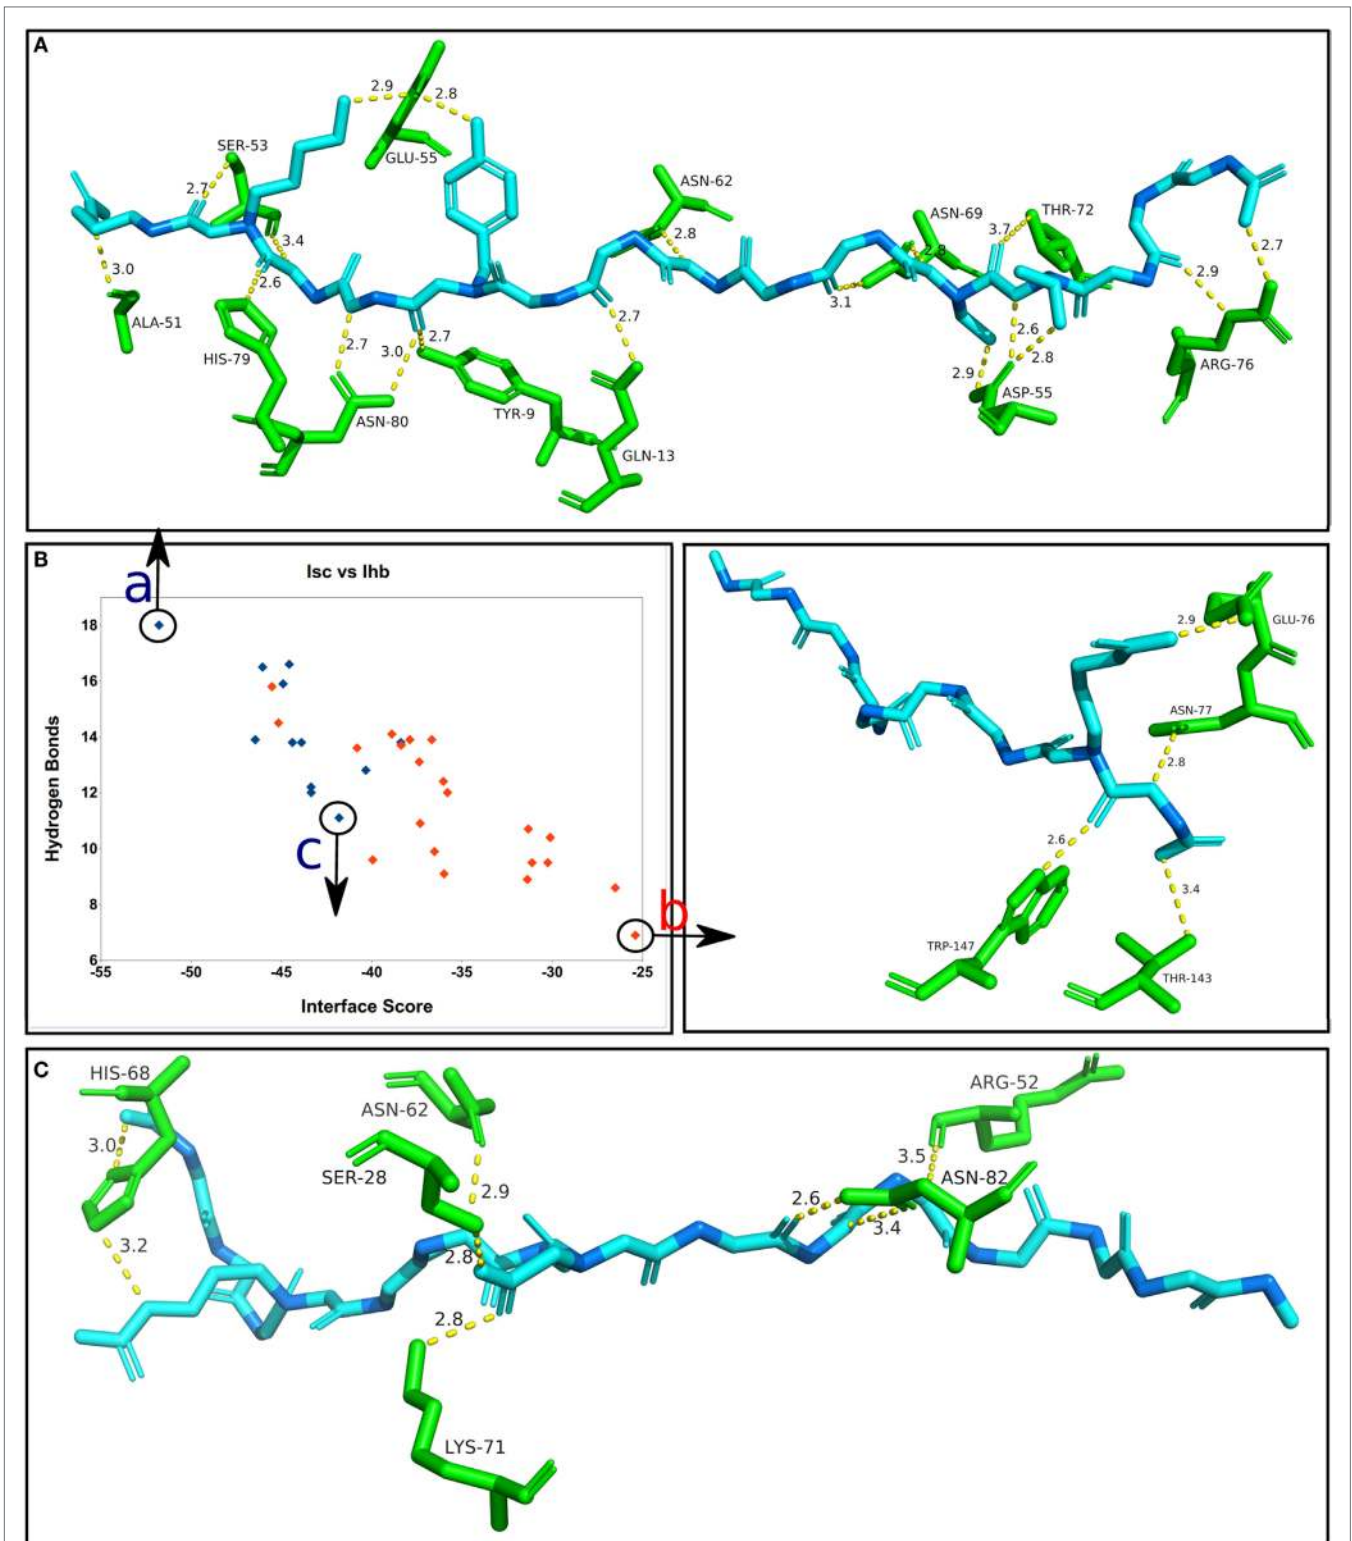 A
2.9
2.8
SER-53
GLU-55
2.7
ASN-62
ASN-69
THR-72
3.4
2.8
2.8
3.7
3.0
2.6
2.7
2.9
3.1
ALA-51
2.7
2.6
HIS-79
2.7
3.0
2.7
2.8
2.9
ARG-76
ASN-80
TYR-9
ASP-55
GLN-13
B
a
Isc vs Ihb
18
16
14
12
10
8
6
Hydrogen Bonds
c
b
-55
-50
-45
-40
-35
-30
-25
Interface Score
2.9
GLU-76
ASN-77
2.8
2.6
3.4
TRP-147
THR-143
C
HIS-68
ARG-52
ASN-62
3.0
3.5
SER-28
ASN-82
2.9
2.6
3.4
3.2
2.8
2.8
LYS-71